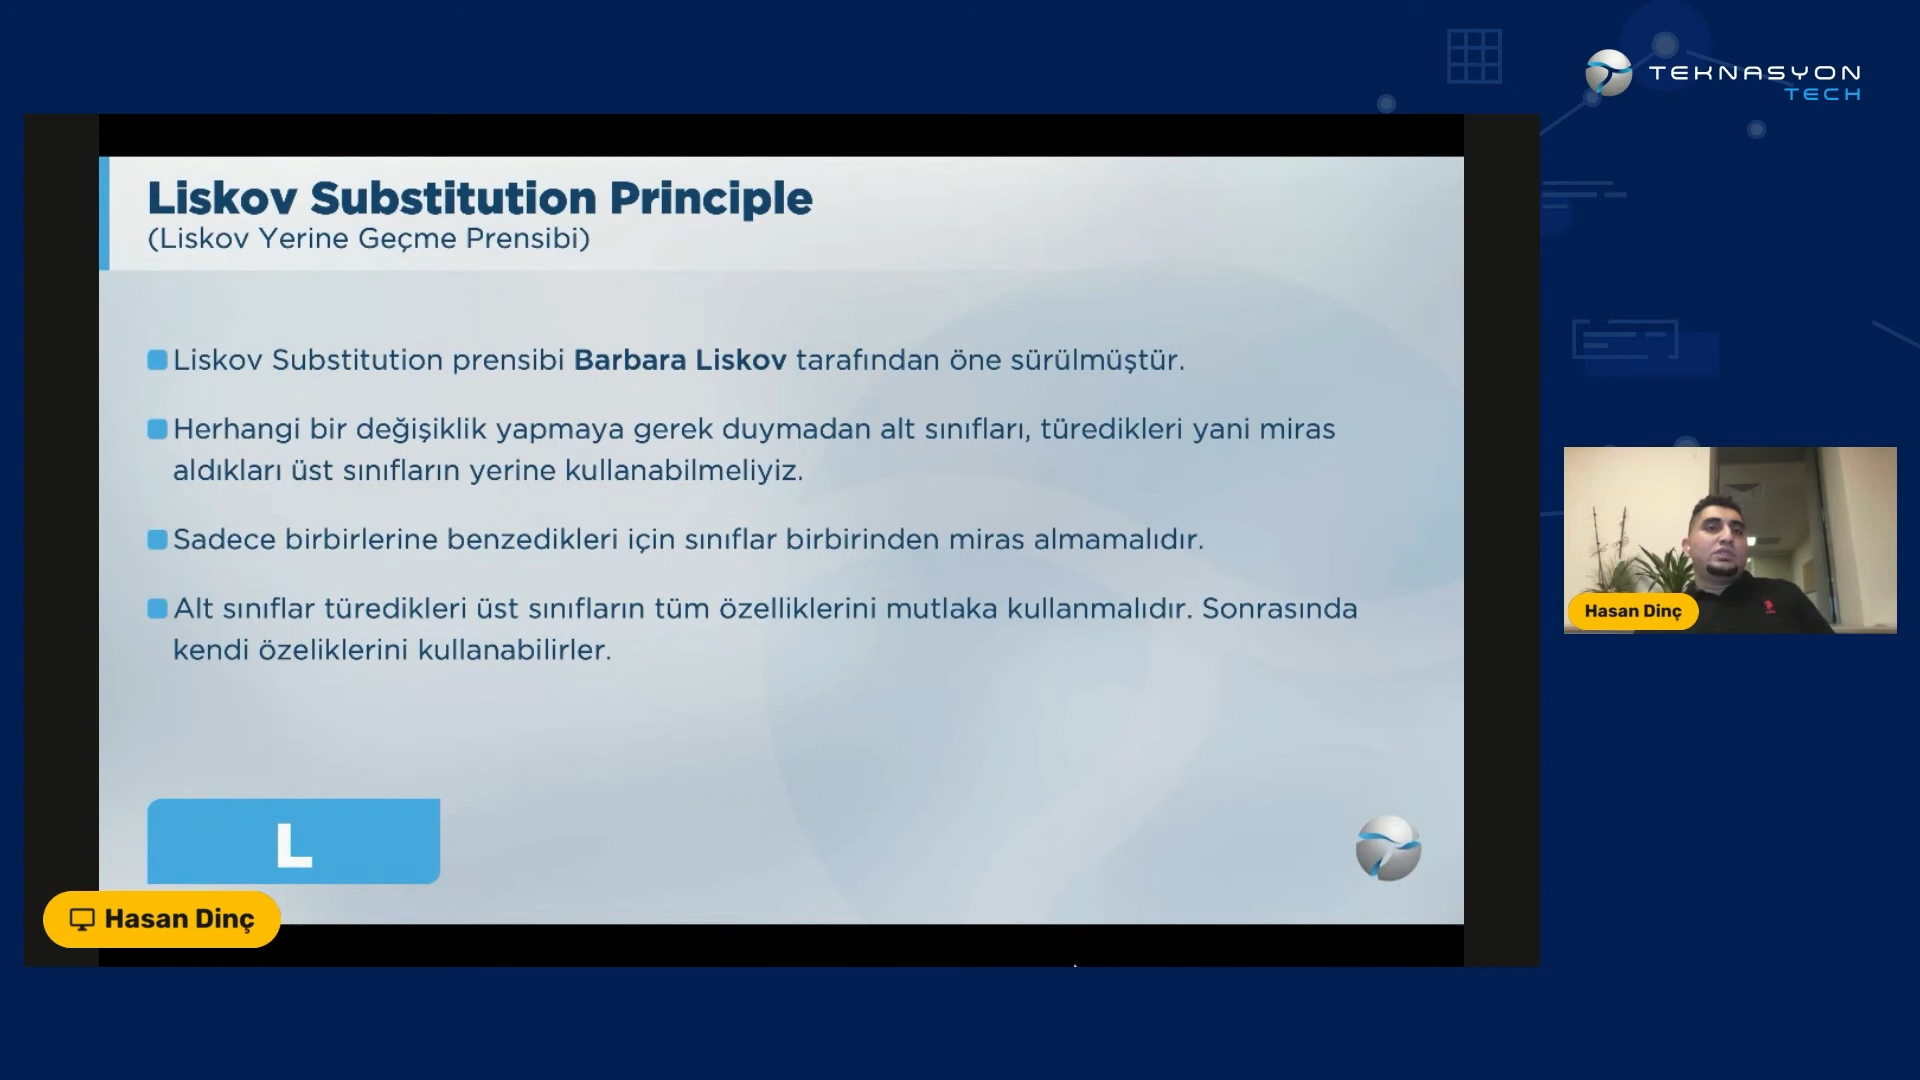 TEKNASYON
TECH
Liskov Substitution Principle
(Liskov Yerine Geçme Prensibi)
Liskov Substitution prensibi Barbara Liskov tarafından öne sürülmüştür.
Herhangi bir değişiklik yapmaya gerek duymadan alt sınıfları, türedikleri yani miras
aldıkları üst sınıfların yerine kullanabilmeliyiz.
Sadece birbirlerine benzedikleri için sınıflar birbirinden miras almamalıdır.
Alt sınıflar türedikleri üst sınıfların tüm özelliklerini mutlaka kullanmalıdır. Sonrasında
kendi özeliklerini kullanabilirler.
L
Hasan Dinç
Hasan Dinç